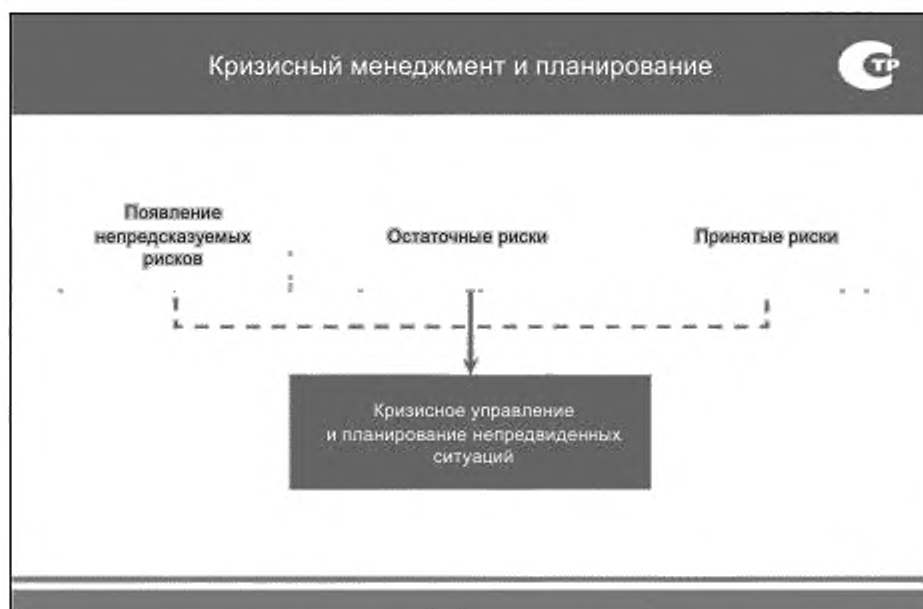 Кризисный менеджмент и планирование
СТР
Появление
непредсказуемых
рисков
Остаточные риски
Принятые риски
Кризисное управление
и планирование непредвиденных
ситуаций